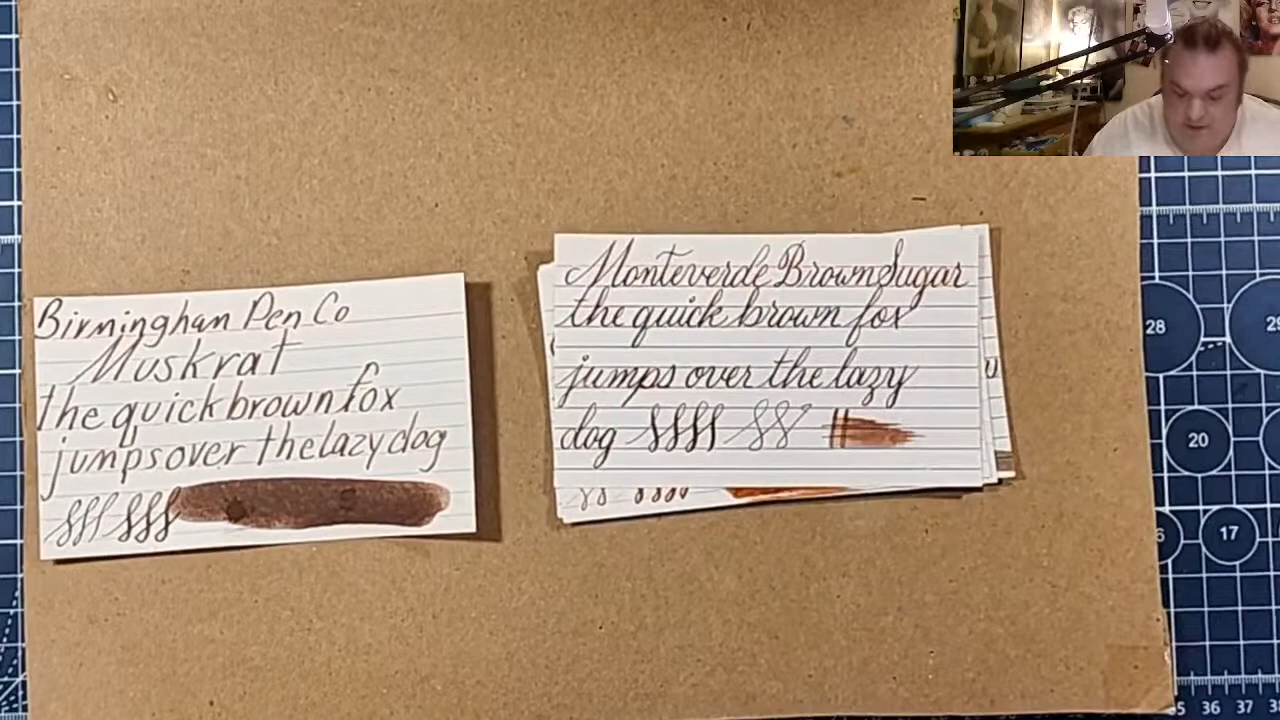 Birmingham Pen Co
Muskrat
the quick brown fox
jumps over the lazy dog
Monteverde Brown Sugar
the quick brown fox
jumps over the lazy
dog
28
20
17
36
37